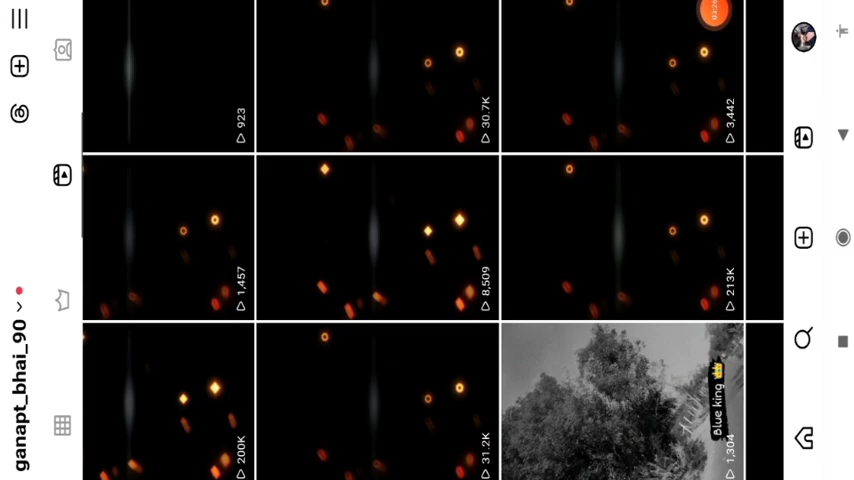 ganapt_bhai_90
200K
1,457
923
31.2K
8,509
30.7K
Blue king 👑
1,304
213K
3,442